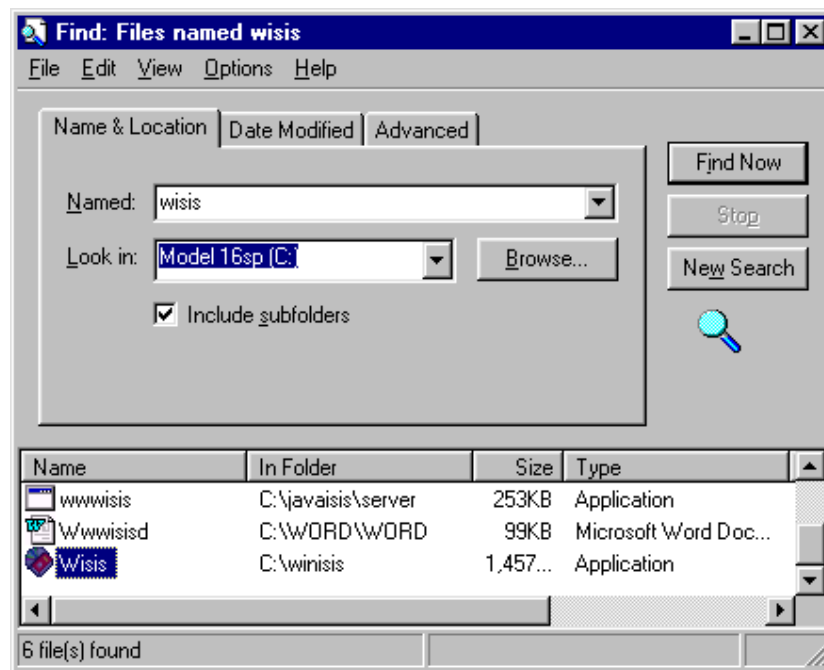 Find: Files named wisis
File Edit View Options Help
Name & Location Date Modified Advanced
Find Now
Named: wisis
Stop
Look in: Model 16sp (C:) Browse...
New Search
Include subfolders
Name In Folder Size Type
wwwisis C:\javaisis\server 253KB Application
Wwwisisd C:\WORD\WORD 99KB Microsoft Word Doc...
Wisis C:\winisis 1,457... Application
6 file(s) found